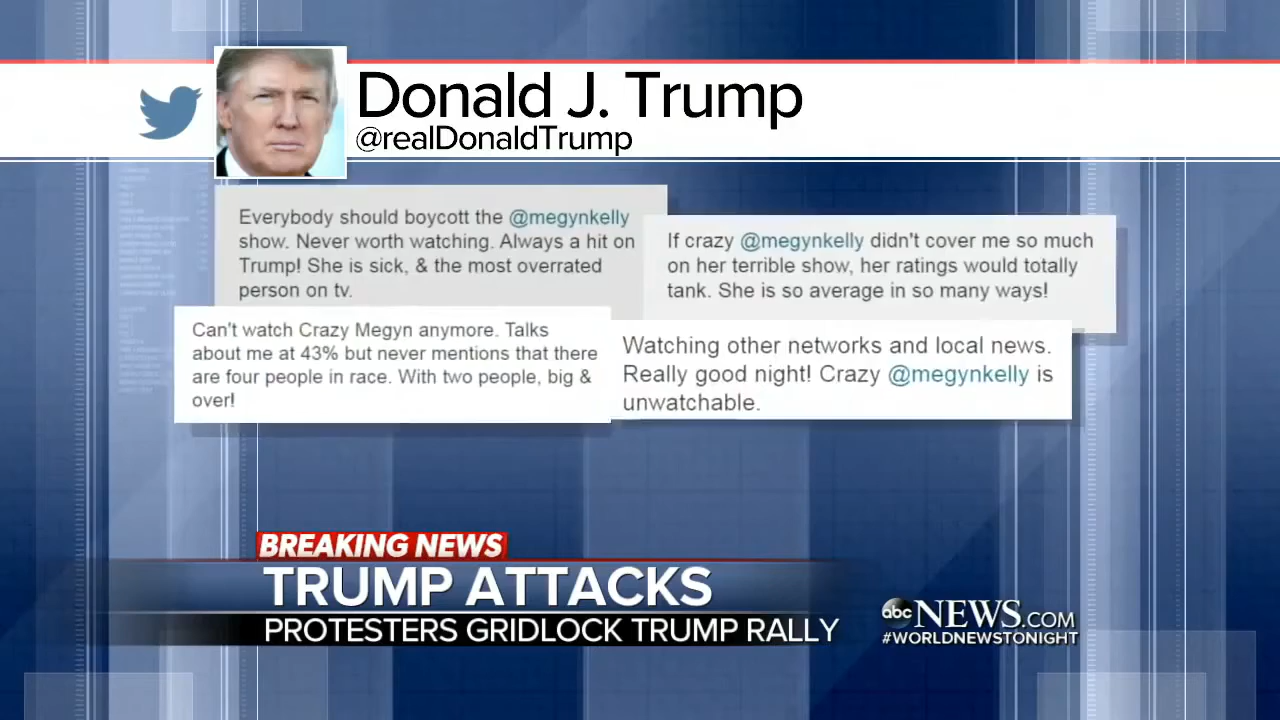 Donald J. Trump
@realDonaldTrump
Everybody should boycott the @megynkelly
show. Never worth watching. Always a hit on
Trump! She is sick, & the most overrated
person on tv.
If crazy @megynkelly didn't cover me so much
on her terrible show, her ratings would totally
tank. She is so average in so many ways!
Can't watch Crazy Megyn anymore. Talks
about me at 43% but never mentions that there
are four people in race. With two people, big &
over!
Watching other networks and local news.
Really good night! Crazy @megynkelly is
unwatchable.
BREAKING NEWS
TRUMP ATTACKS
PROTESTERS GRIDLOCK TRUMP RALLY
abc NEWS.COM
#WORLDNEWSTONIGHT